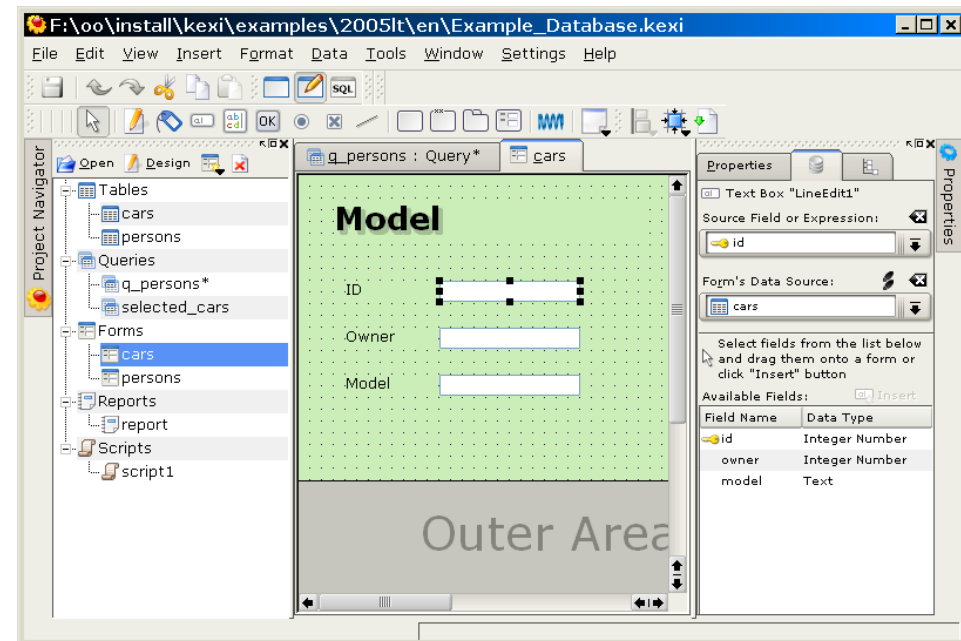 F:\oo\install\kexi\examples\2005lt\en\Example_Database.kexi
File Edit View Insert Format Data Tools Window Settings Help
SQL
OK
Project Navigator
Open Design
Tables
cars
persons
Queries
q_persons*
selected_cars
Forms
cars
persons
Reports
report
Scripts
script1
q_persons : Query*
cars
Model
ID
Owner
Model
Outer Area
Properties
Text Box "LineEdit1"
Source Field or Expression:
id
Form's Data Source:
cars
Select fields from the list below
and drag them onto a form or
click "Insert" button
Available Fields:
Insert
Field Name Data Type
id Integer Number
owner Integer Number
model Text
Properties